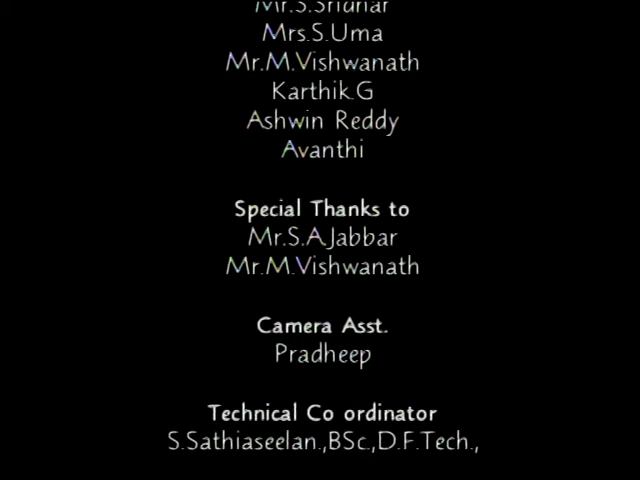 Mr.S.Sridhar
Mrs.S.Uma
Mr.M.Vishwanath
Karthik.G
Ashwin Reddy
Avanthi
Special Thanks to
Mr.S.A.Jabbar
Mr.M.Vishwanath
Camera Asst.
Pradheep
Technical Co ordinator
S.Sathiaseelan.,BSc.,D.F.Tech.,